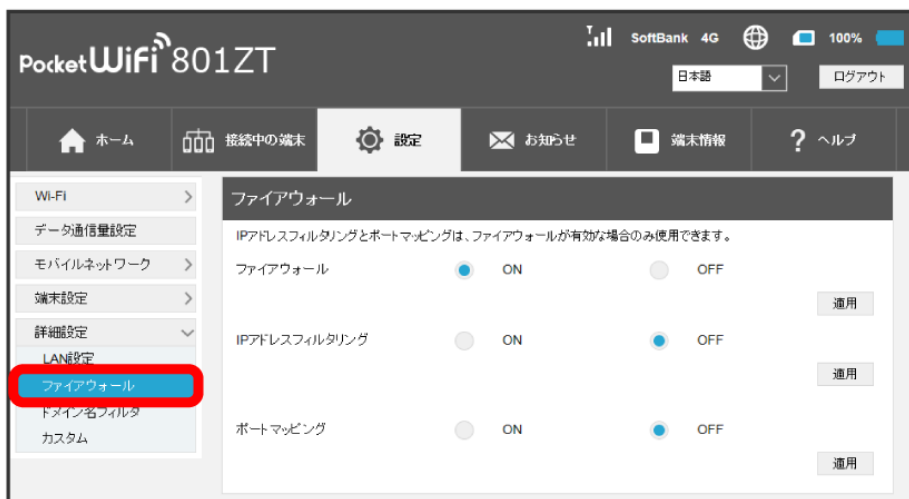 SoftBank 4G 100%
Pocket WiFi 801ZT
日本語 ログアウト
ホーム 接続中の端末 設定 お知らせ 端末情報 ? ヘルプ
Wi-Fi
データ通信量設定
モバイルネットワーク
端末設定
詳細設定
LAN設定
ファイアウォール
ドメイン名フィルタ
カスタム
ファイアウォール
IPアドレスフィルタリングとポートマッピングは、ファイアウォールが有効な場合のみ使用できます。
ファイアウォール ON OFF
適用
IPアドレスフィルタリング ON OFF
適用
ポートマッピング ON OFF
適用